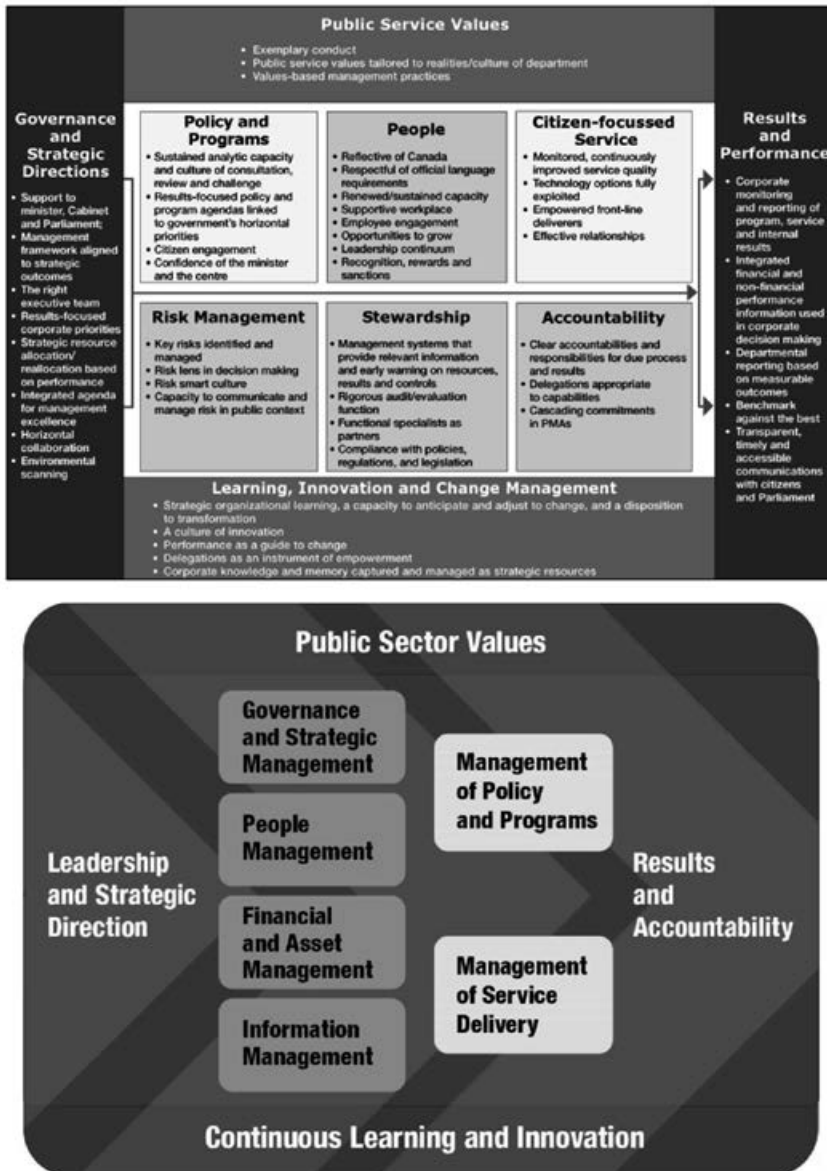 Public Service Values
• Exemplary conduct
• Public service values tailored to realities/culture of department
• Values-based management practices
Governance
and
Strategic
Directions
• Support to
minister, Cabinet
and Parliament;
• Management
framework aligned
to strategic
outcomes
• The right
executive team
• Results-focused
corporate priorities
• Strategic resource
allocation/
reallocation based
on performance
• Integrated agenda
for management
excellence
• Horizontal
collaboration
• Environmental
scanning
Policy and
Programs
• Sustained analytic capacity
and culture of consultation,
review and challenge
• Results-focused policy and
program agendas linked
to government's horizontal
priorities
• Citizen engagement
• Confidence of the minister
and the centre
People
• Reflective of Canada
• Respectful of official language
requirements
• Renewed/sustained capacity
• Supportive workplace
• Employee engagement
• Opportunities to grow
• Leadership continuum
• Recognition, rewards and
sanctions
Citizen-focussed
Service
• Monitored, continuously
improved service quality
• Technology options fully
exploited
• Empowered front-line
deliverers
• Effective relationships
Risk Management
• Key risks identified and
managed
• Risk lens in decision making
• Risk smart culture
• Capacity to communicate and
manage risk in public context
Stewardship
• Management systems that
provide relevant information
and early warning on resources,
results and controls
• Rigorous audit/evaluation
function
• Functional specialists as
partners
• Compliance with policies,
regulations, and legislation
Accountability
• Clear accountabilities and
responsibilities for due process
and results
• Delegations appropriate
to capabilities
• Cascading commitments
in PMAs
Results
and
Performance
• Corporate
monitoring
and reporting of
program, service
and internal
results
• Integrated
financial and
non-financial
performance
information used
in corporate
decision making
• Departmental
reporting based
on measurable
outcomes
• Benchmark
against the best
• Transparent,
timely and
accessible
communications
with citizens
and Parliament
Learning, Innovation and Change Management
• Strategic organizational learning, a capacity to anticipate and adjust to change, and a disposition
to transformation
• A culture of innovation
• Performance as a guide to change
• Delegations as an instrument of empowerment
• Corporate knowledge and memory captured and managed as strategic resources
Public Sector Values
Leadership
and Strategic
Direction
Governance
and Strategic
Management
People
Management
Financial
and Asset
Management
Information
Management
Management
of Policy
and Programs
Management
of Service
Delivery
Results
and
Accountability
Continuous Learning and Innovation